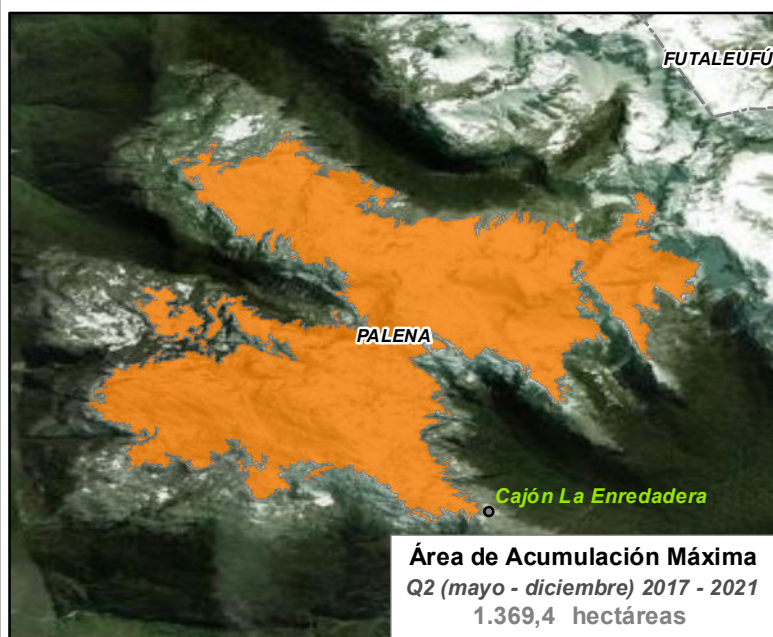 FUTALEUFÚ
PALENA
Cajón La Enredadera
Área de Acumulación Máxima
Q2 (mayo - diciembre) 2017 - 2021
1.369,4 hectáreas